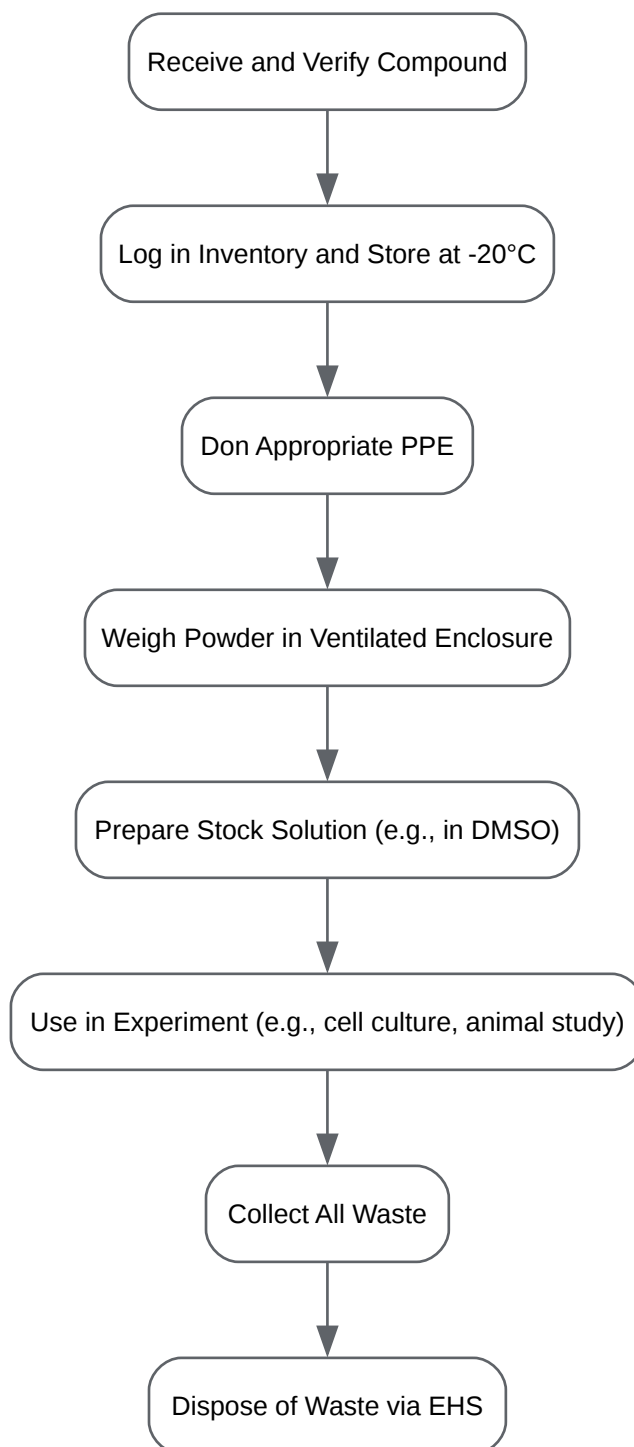 Receive and Verify Compound
Log in Inventory and Store at -20°C
Don Appropriate PPE
Weigh Powder in Ventilated Enclosure
Prepare Stock Solution (e.g., in DMSO)
Use in Experiment (e.g., cell culture, animal study)
Collect All Waste
Dispose of Waste via EHS